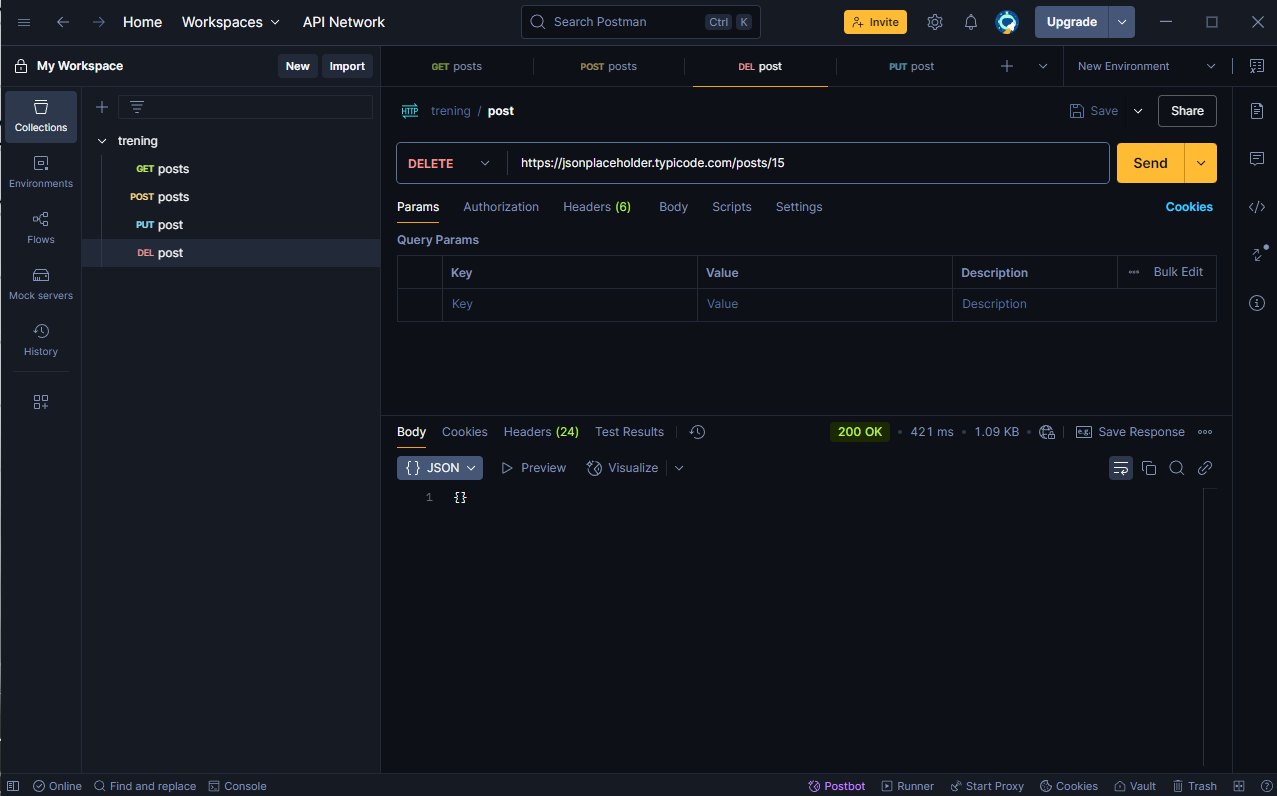 Home Workspaces API Network Search Postman Ctrl K Invite Upgrade
My Workspace New Import GET posts POST posts DEL post PUT post New Environment
Collections
Environments
Flows
Mock servers
History
trening
GET posts
POST posts
PUT post
DEL post
HTTP trening / post Save Share
DELETE https://jsonplaceholder.typicode.com/posts/15 Send
Params Authorization Headers (6) Body Scripts Settings Cookies
Query Params
Key Value Description Bulk Edit
Key Value Description
Body Cookies Headers (24) Test Results 200 OK • 421 ms • 1.09 KB • e.g. Save Response
{} JSON Preview Visualize
1 {}
Online Find and replace Console Postbot Runner Start Proxy Cookies Vault Trash